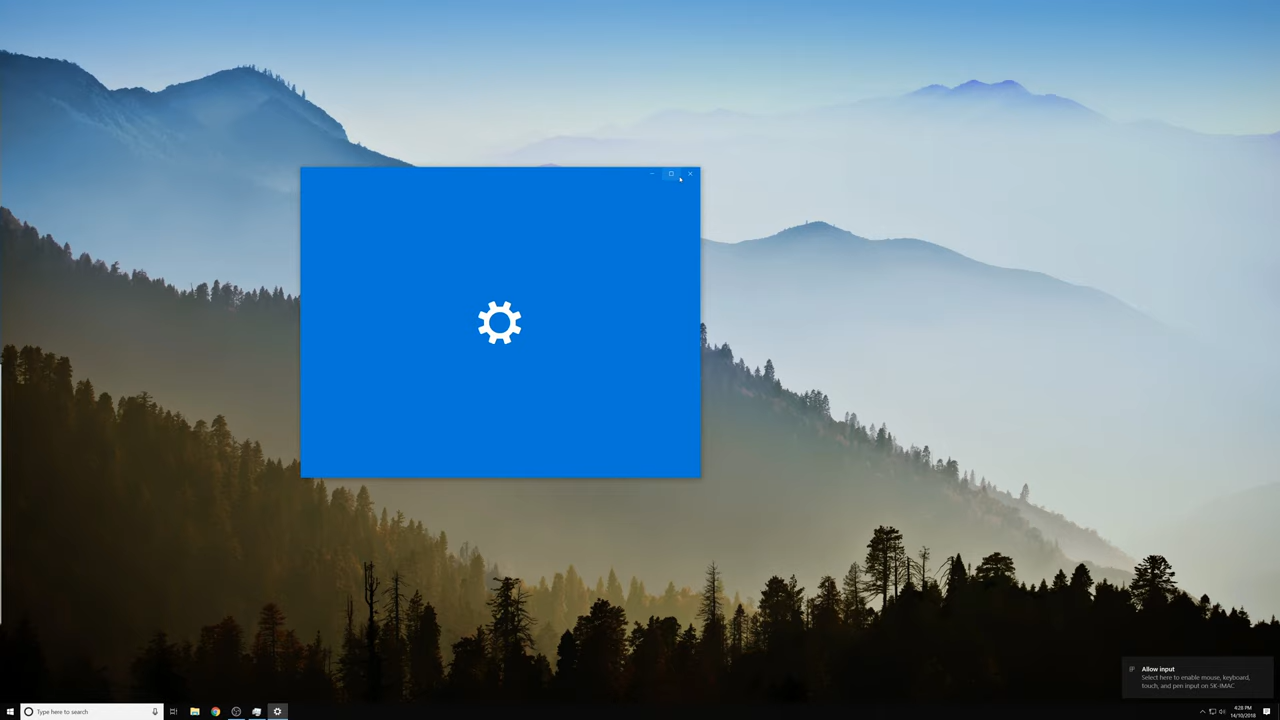 Allow input
Select here to enable mouse, keyboard,
touch, and pen input on SK-IMAC
Type here to search
4:28 PM
14/10/2018